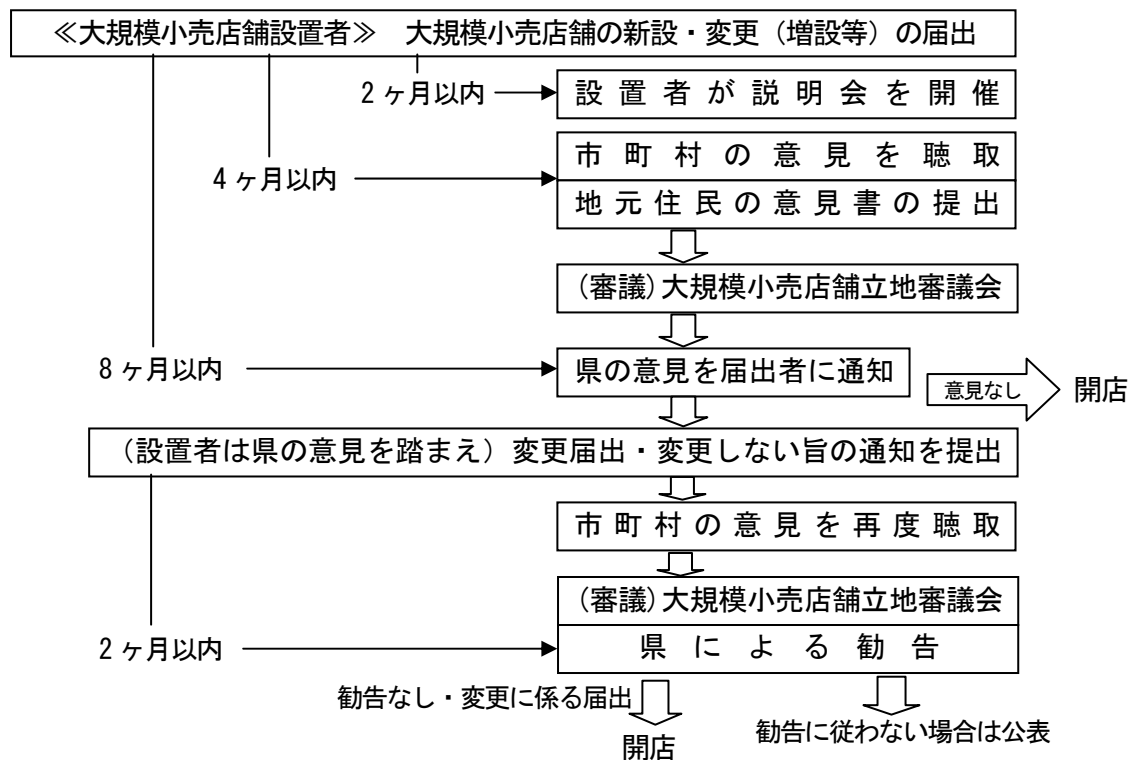 ≪大規模小売店舗設置者≫　大規模小売店舗の新設・変更（増設等）の届出
2ヶ月以内
設置者が説明会を開催
市町村の意見を聴取
4ヶ月以内
地元住民の意見書の提出
(審議)大規模小売店舗立地審議会
8ヶ月以内
県の意見を届出者に通知
意見なし
開店
（設置者は県の意見を踏まえ）変更届出・変更しない旨の通知を提出
市町村の意見を再度聴取
(審議)大規模小売店舗立地審議会
2ヶ月以内
県による勧告
勧告なし・変更に係る届出
勧告に従わない場合は公表
開店